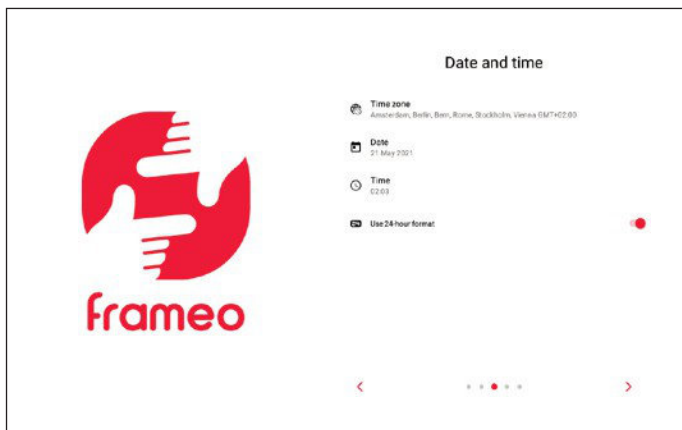 Date and time
Time zone
Amsterdam, Berlin, Bern, Rome, Stockholm, Vienna GMT+02:00
Date
21 May 2021
Time
02:03
Use 24-hour format
frameo